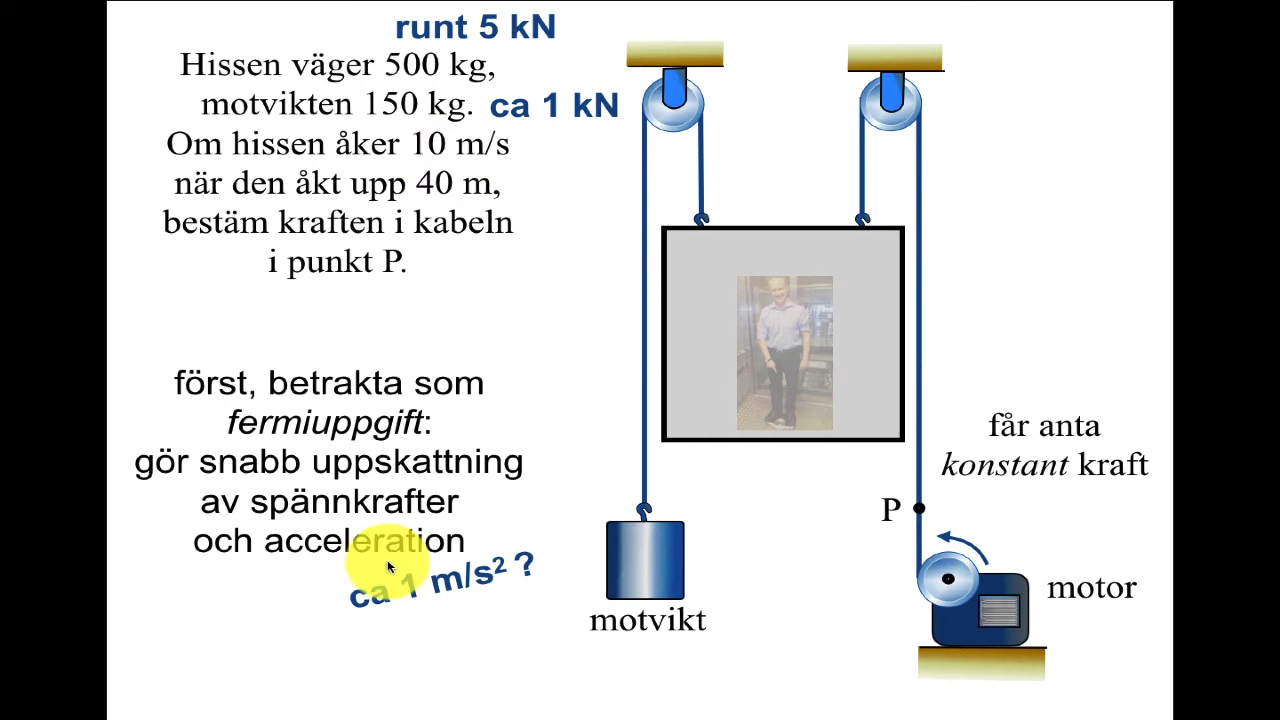 runt 5 kN
Hissen väger 500 kg,
motvikten 150 kg. ca 1 kN
Om hissen åker 10 m/s
när den åkt upp 40 m,
bestäm kraften i kabeln
i punkt P.
först, betrakta som
fermiuppgift:
gör snabb uppskattning
av spännkrafter
och acceleration
ca 1 m/s² ?
får anta
konstant kraft
P
motor
motvikt